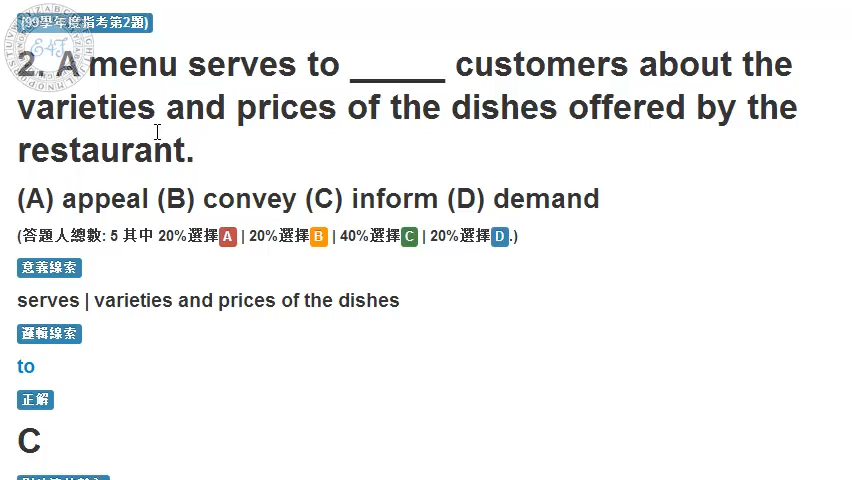 (99學年度指考第2題)
2. A menu serves to _____ customers about the
varieties and prices of the dishes offered by the
restaurant.
(A) appeal (B) convey (C) inform (D) demand
(答題人總數: 5 其中 20%選擇A | 20%選擇B | 40%選擇C | 20%選擇D.)
意義線索
serves | varieties and prices of the dishes
邏輯線索
to
正解
C